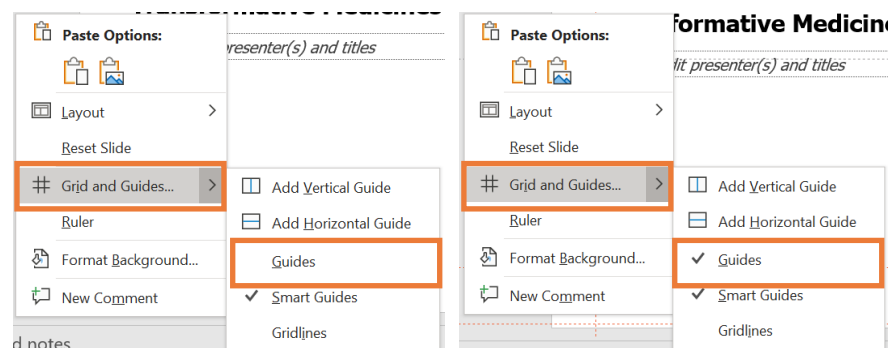 Transformative Medicines
Paste Options:
presenter(s) and titles
Layout
Reset Slide
Grid and Guides...
Add Vertical Guide
Ruler
Add Horizontal Guide
Format Background...
Guides
New Comment
Smart Guides
Gridlines
d notes
formative Medicin
Paste Options:
dit presenter(s) and titles
Layout
Reset Slide
Grid and Guides...
Add Vertical Guide
Ruler
Add Horizontal Guide
Format Background...
Guides
New Comment
Smart Guides
Gridlines